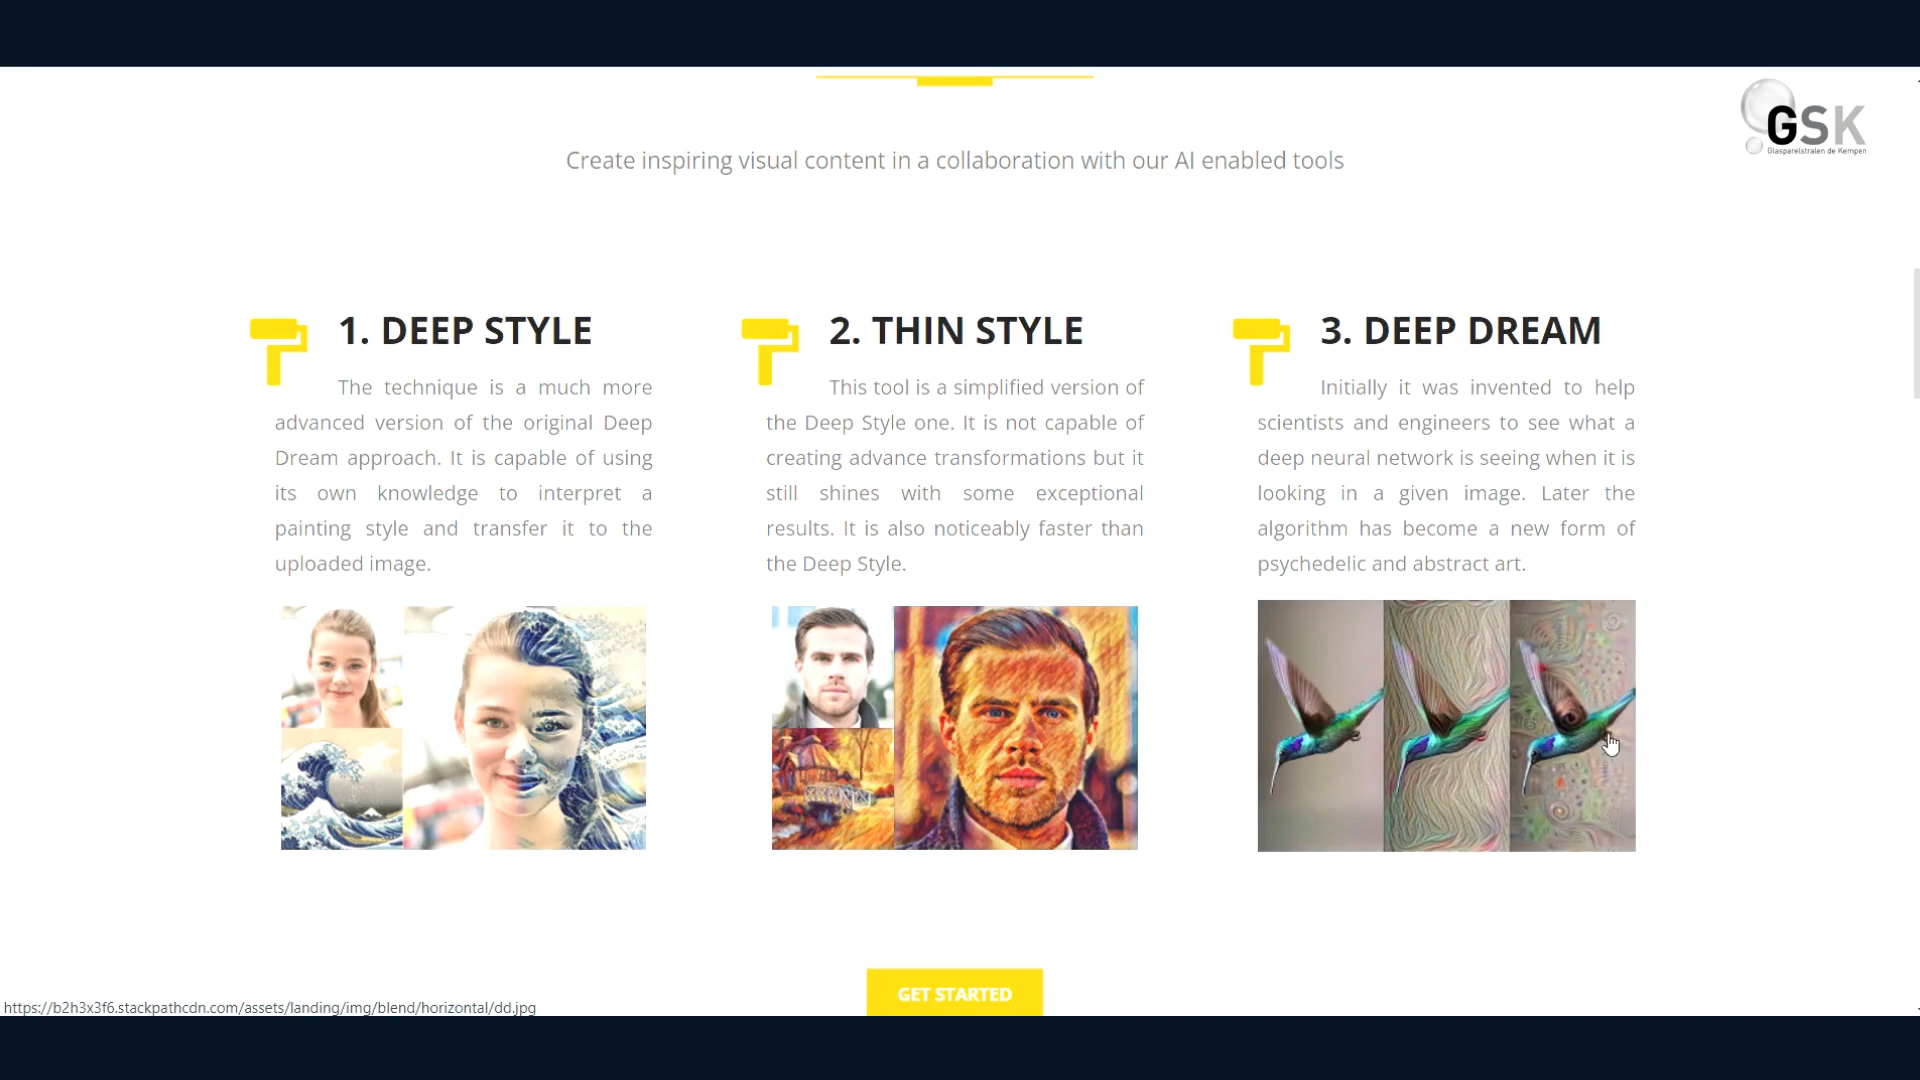 GSK
Glasparelstralen de Kempen
Create inspiring visual content in a collaboration with our AI enabled tools
1. DEEP STYLE
The technique is a much more
advanced version of the original Deep
Dream approach. It is capable of using
its own knowledge to interpret a
painting style and transfer it to the
uploaded image.
2. THIN STYLE
This tool is a simplified version of
the Deep Style one. It is not capable of
creating advance transformations but it
still shines with some exceptional
results. It is also noticeably faster than
the Deep Style.
3. DEEP DREAM
Initially it was invented to help
scientists and engineers to see what a
deep neural network is seeing when it is
looking in a given image. Later the
algorithm has become a new form of
psychedelic and abstract art.
GET STARTED
https://b2h3x3f6.stackpathcdn.com/assets/landing/img/blend/horizontal/dd.jpg